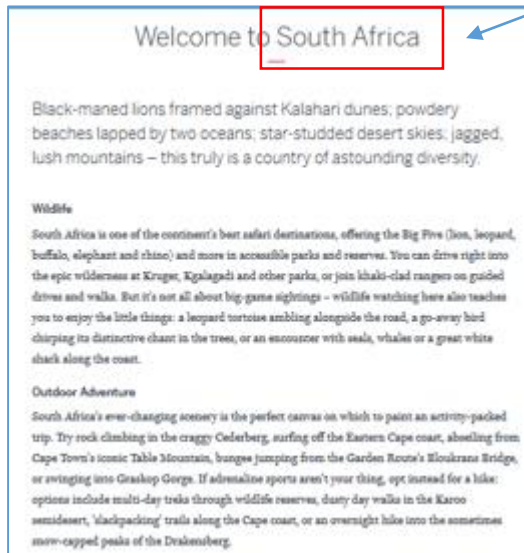 Welcome to South Africa
Black-maned lions framed against Kalahari dunes; powdery
beaches lapped by two oceans; star-studded desert skies; jagged,
lush mountains – this truly is a country of astounding diversity.
Wildlife
South Africa is one of the continent's best safari destinations, offering the Big Five (lion, leopard,
buffalo, elephant and rhino) and more in accessible parks and reserves. You can drive right into
the epic wilderness at Kruger, Kgalagadi and other parks, or join khaki-clad rangers on guided
drives and walks. But it's not all about big-game sightings – wildlife watching here also teaches
you to enjoy the little things: a leopard tortoise ambling alongside the road, a go-away bird
chirping its distinctive chant in the trees, or an encounter with seals, whales or a great white
shark along the coast.
Outdoor Adventure
South Africa's ever-changing scenery is the perfect canvas on which to paint an activity-packed
trip. Try rock climbing in the craggy Cederberg, surfing off the Eastern Cape coast, abseiling from
Cape Town's iconic Table Mountain, bungee jumping from the Garden Route's Bloukrans Bridge,
or swinging into Graskop Gorge. If adrenaline sports aren't your thing, opt instead for a hike:
options include multi-day treks through wildlife reserves, dusty day walks in the Karoo
semidesert, 'slackpacking' trails along the Cape coast, or an overnight hike into the sometimes
snow-capped peaks of the Drakensberg.